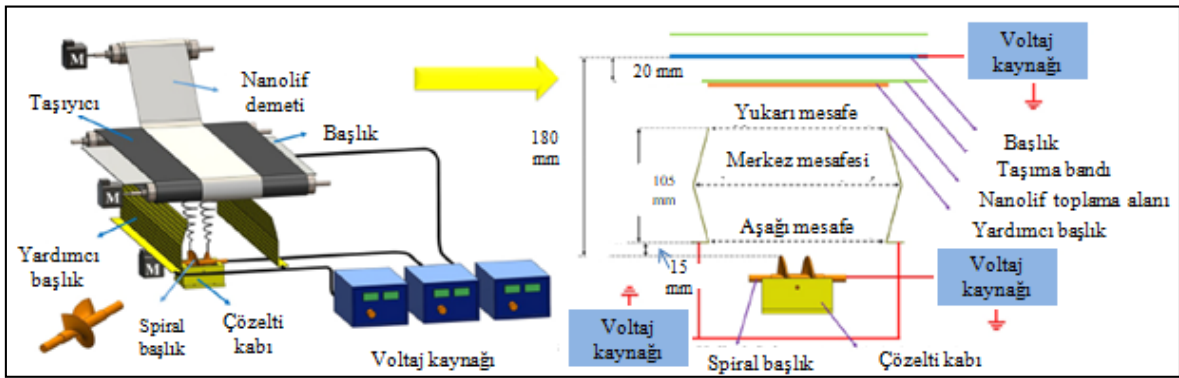 M
Nanolif
demeti
Taşıyıcı
Başlık
M
Yardımcı
başlık
M
Spiral
başlık
Çözelti
kabı
Voltaj kaynağı
Voltaj
kaynağı
20 mm
180
mm
Yukarı mesafe
Merkez mesafesi
105
mm
Aşağı mesafe
15
mm
Başlık
Taşıma bandı
Nanolif toplama alanı
Yardımcı başlık
Voltaj
kaynağı
Voltaj
kaynağı
Spiral başlık
Çözelti kabı